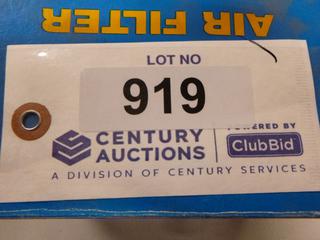 AIR FILTER
LOT NO
919
CENTURY AUCTIONS
POWERED BY
ClubBid
A DIVISION OF CENTURY SERVICES